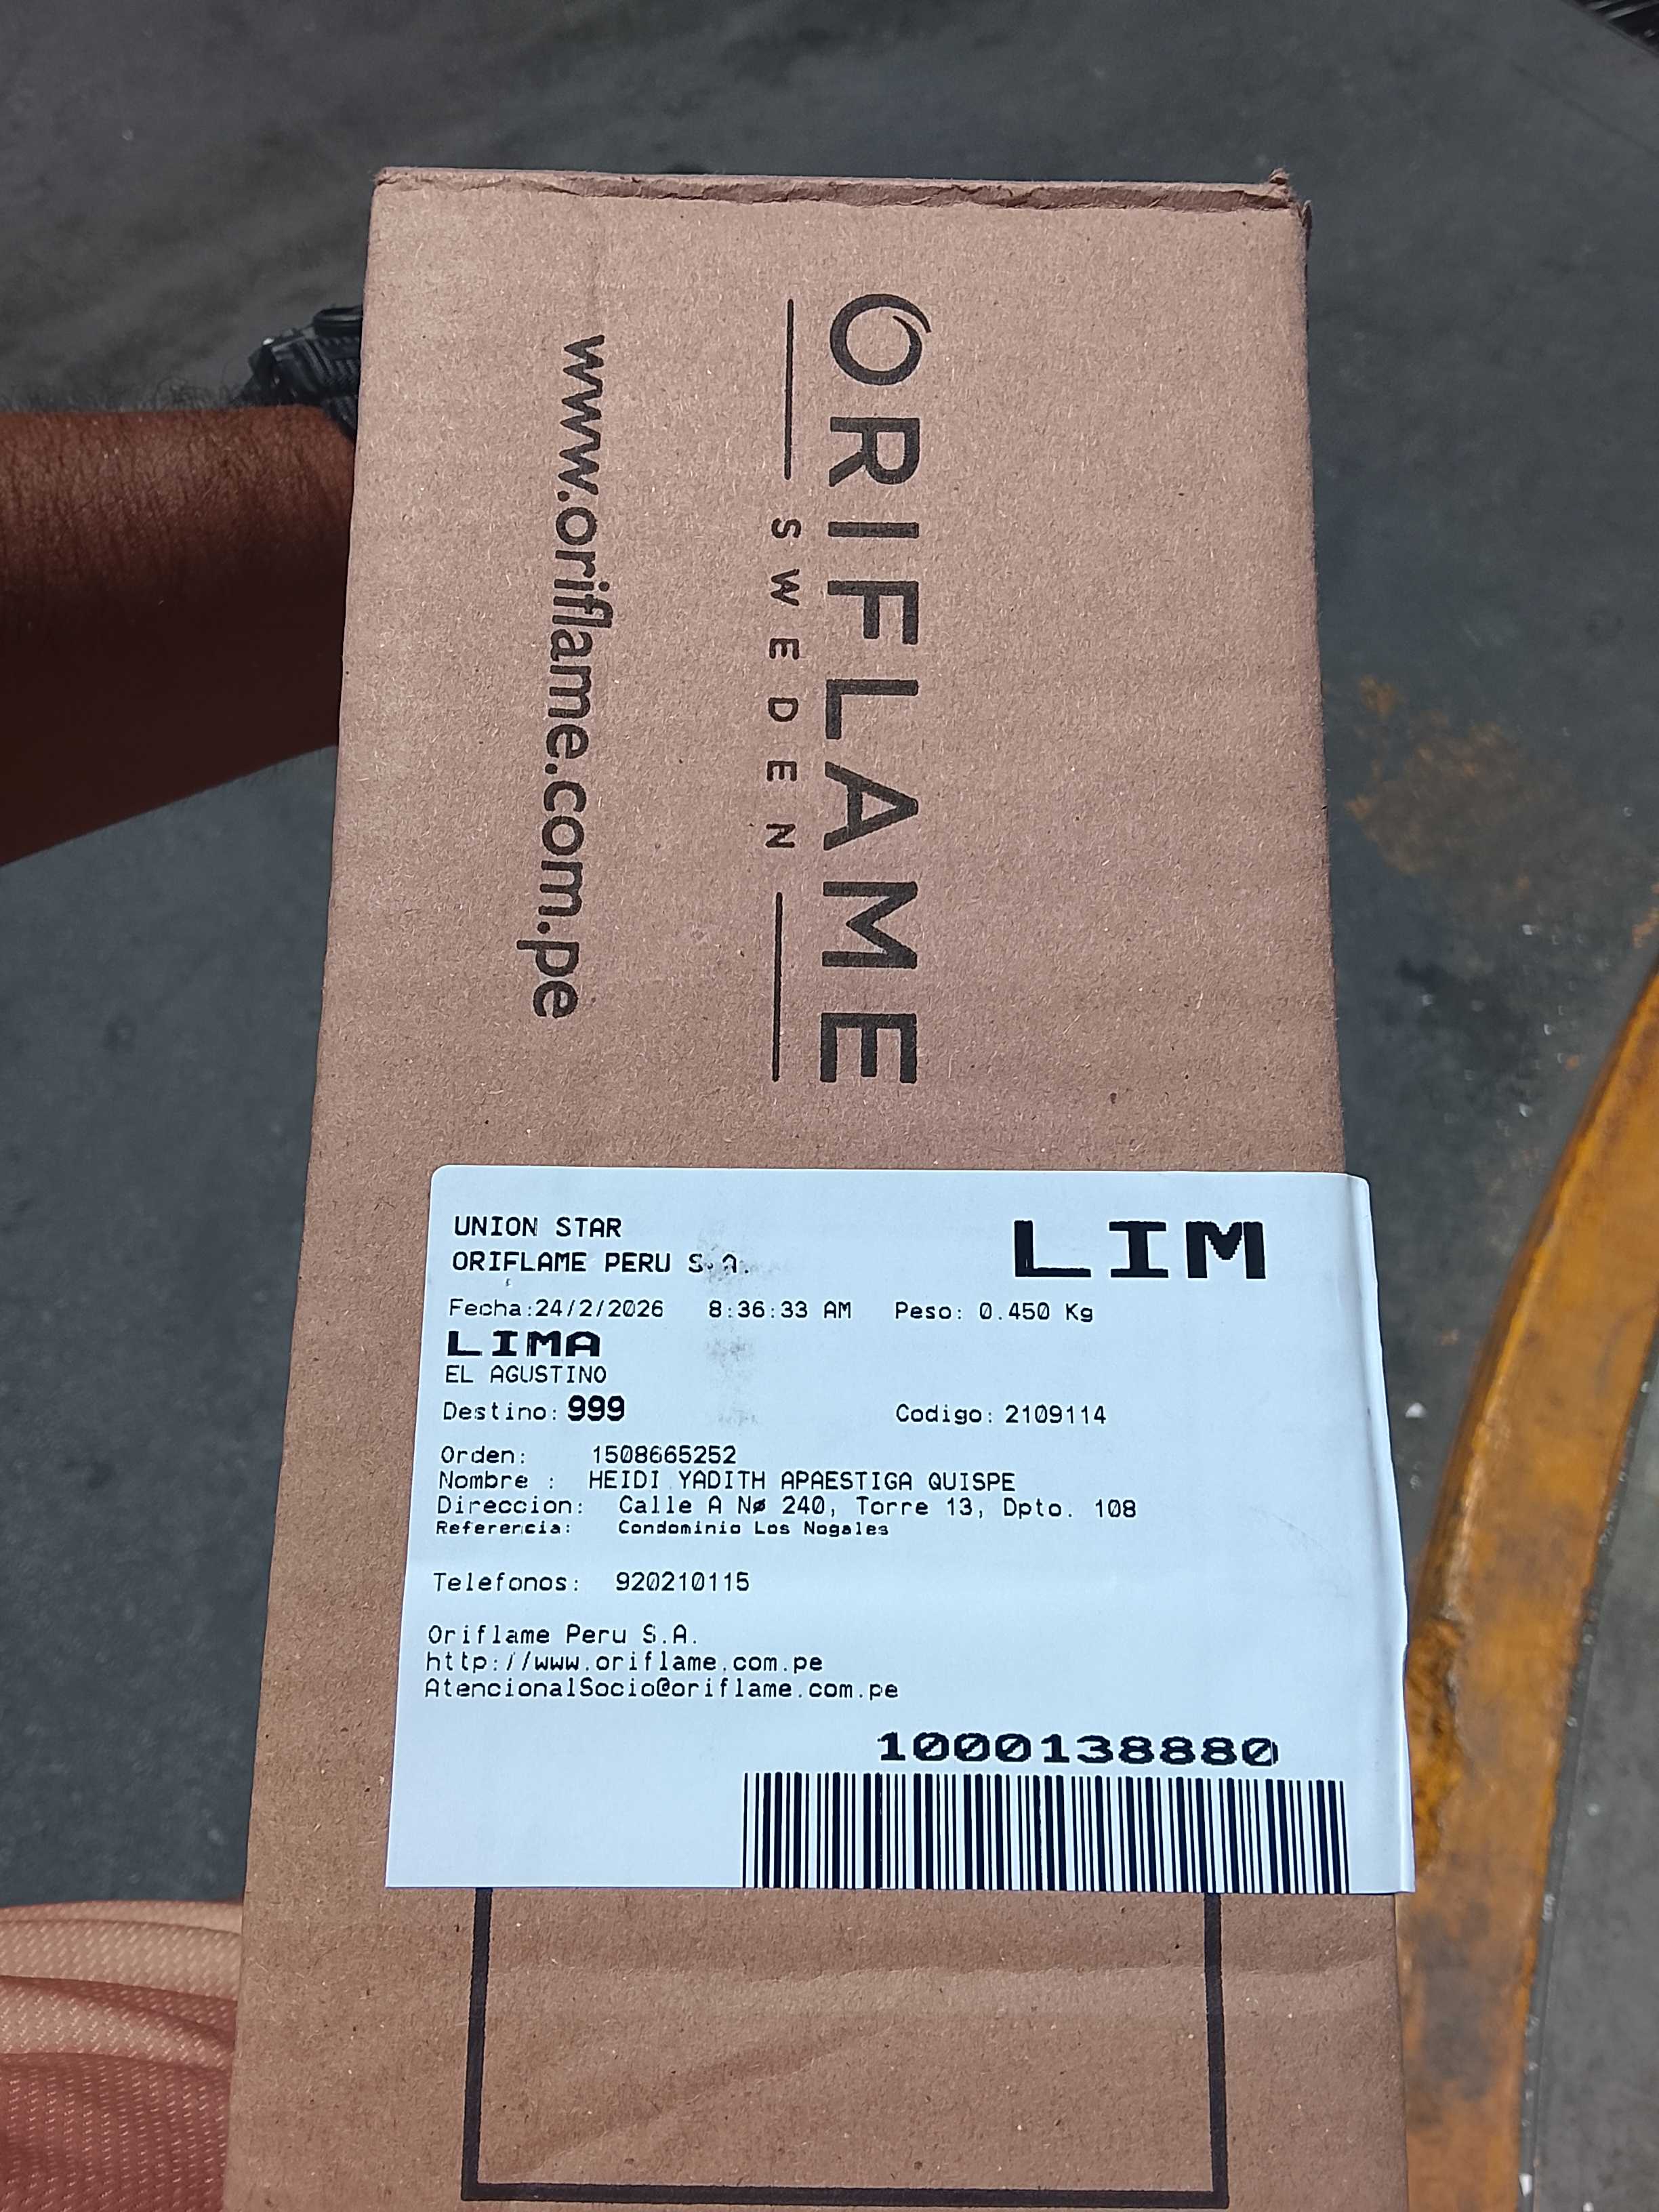 ORIFLAME
SWEDEN
www.oriflame.com.pe
UNION STAR
LIM
ORIFLAME PERU S.A.
Fecha:24/2/2026 8:36:33 AM Peso: 0.450 Kg
LIMA
EL AGUSTINO
Destino: 999 Codigo: 2109114
Orden: 1508665252
Nombre : HEIDI YADITH APAESTIGA QUISPE
Direccion: Calle A Nø 240, Torre 13, Dpto. 108
Referencia: Condominio Los Nogales
Telefonos: 920210115
Oriflame Peru S.A.
http://www.oriflame.com.pe
AtencionalSocio@oriflame.com.pe
1000138880